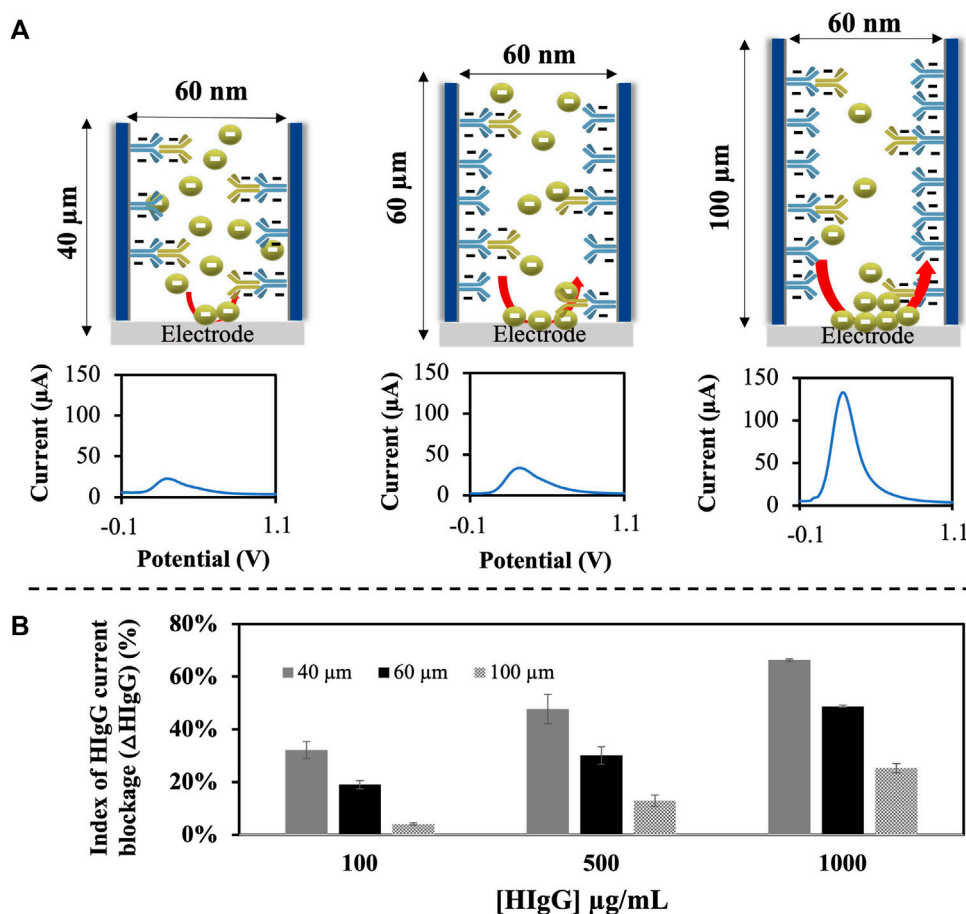 A
60 nm
40 µm
Electrode
60 nm
60 µm
Electrode
60 nm
100 µm
Electrode
Current (µA)
150
100
50
0
-0.1
1.1
Potential (V)
Current (µA)
150
100
50
0
-0.1
1.1
Potential (V)
Current (µA)
150
100
50
0
-0.1
1.1
Potential (V)
B
Index of HIgG current
blockage (△HIgG) (%)
80%
60%
40%
20%
0%
40 µm
60 µm
100 µm
100
500
1000
[HIgG] µg/mL